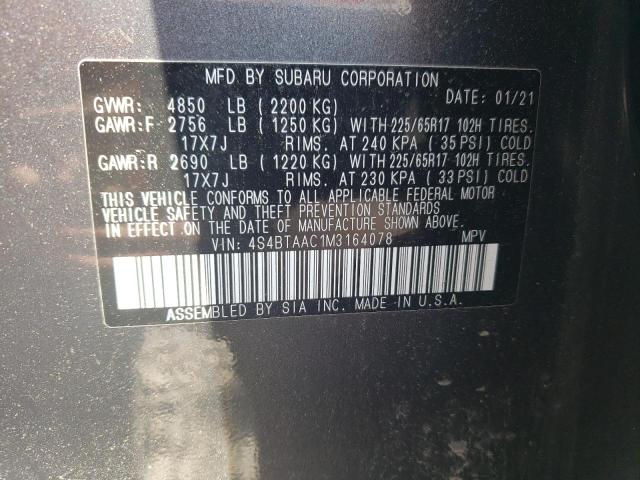 MFD BY SUBARU CORPORATION
GVWR: 4850 LB (2200 KG) DATE: 01/21
GAWR:F 2756 LB (1250 KG) WITH 225/65R17 102H TIRES.
17X7J RIMS. AT 240 KPA (35 PSI) COLD
GAWR:R 2690 LB (1220 KG) WITH 225/65R17 102H TIRES.
17X7J RIMS. AT 230 KPA (33 PSI) COLD
THIS VEHICLE CONFORMS TO ALL APPLICABLE FEDERAL MOTOR
VEHICLE SAFETY AND THEFT PREVENTION STANDARDS
IN EFFECT ON THE DATE OF MANUFACTURE SHOWN ABOVE.
VIN: 4S4BTAAC1M3164078 MPV
ASSEMBLED BY SIA INC. MADE IN U.S.A.